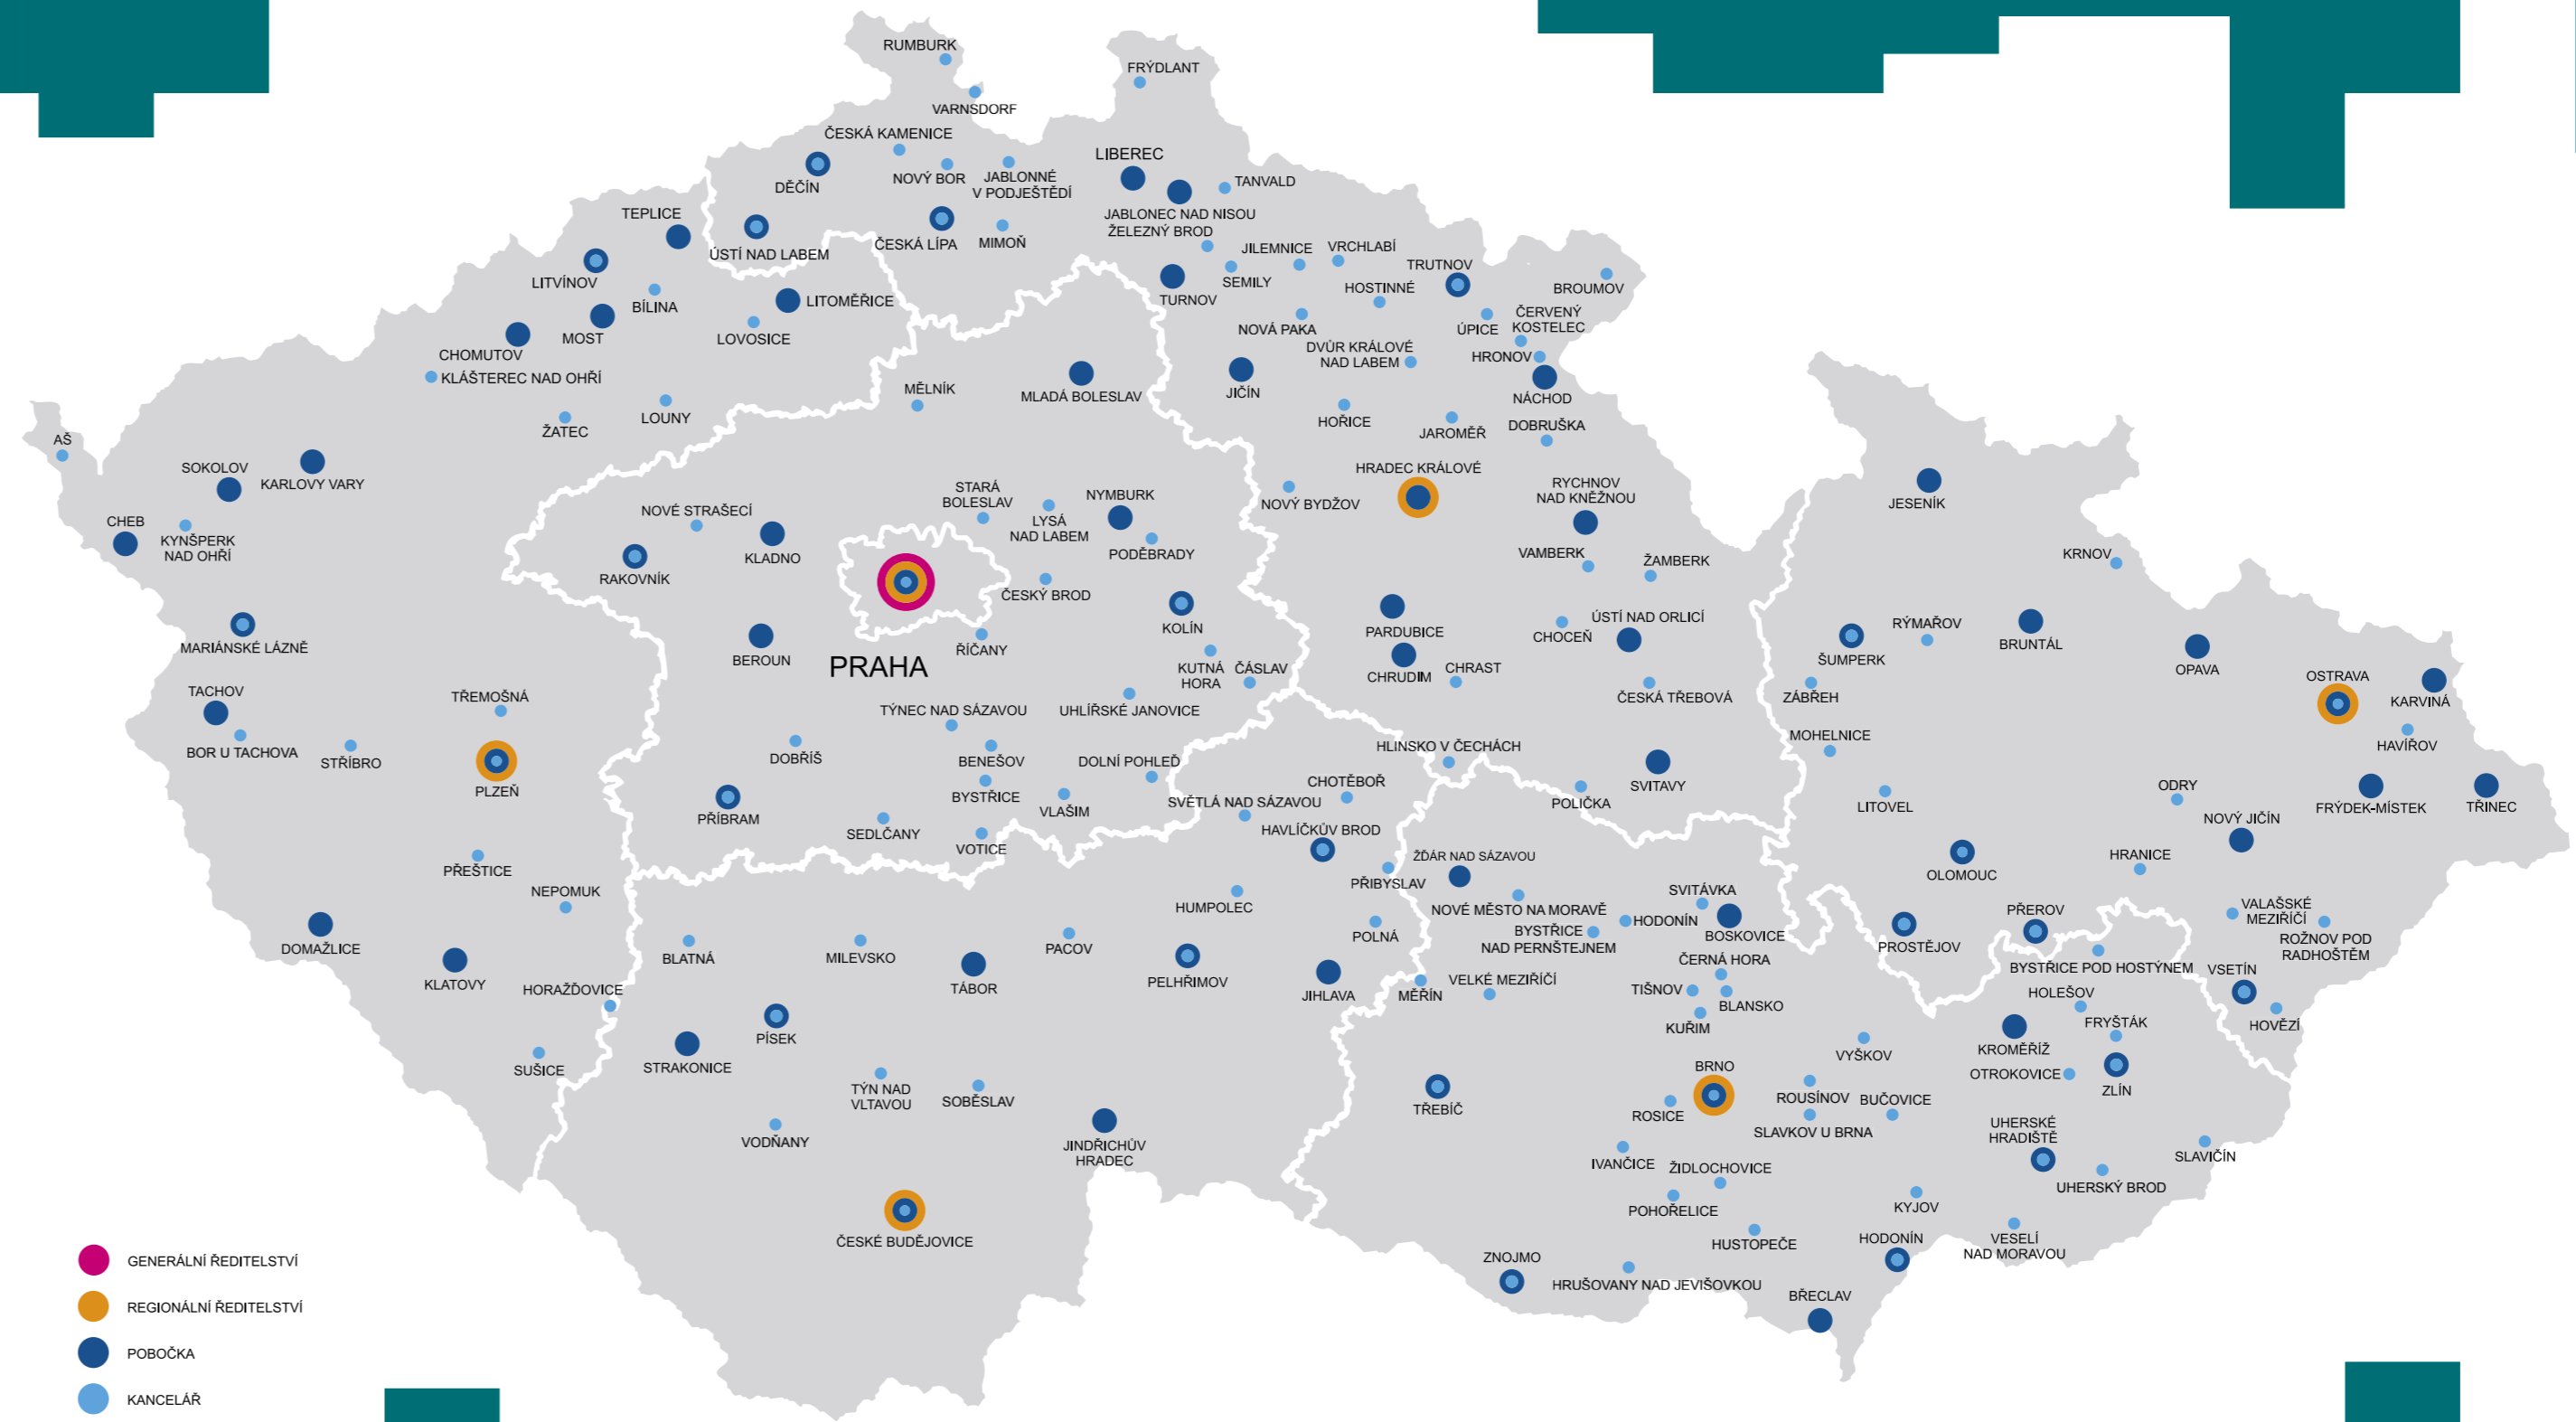 RUMBURK
FRÝDLANT
VARNSDORF
ČESKÁ KAMENICE
LIBEREC
DĚČÍN
NOVÝ BOR
JABLONNÉ
V PODJEŠTĚDÍ
TANVALD
TEPLICE
JABLONEC NAD NISOU
ŽELEZNÝ BROD
ÚSTÍ NAD LABEM
ČESKÁ LÍPA
MIMOŇ
JILEMNICE
VRCHLABÍ
TRUTNOV
LITVÍNOV
SEMILY
HOSTINNÉ
BROUMOV
BÍLINA
LITOMĚŘICE
TURNOV
ČERVENÝ
KOSTELEC
MOST
LOVOSICE
NOVÁ PAKA
ÚPICE
CHOMUTOV
DVŮR KRÁLOVÉ
NAD LABEM
HRONOV
KLÁŠTEREC NAD OHŘÍ
MĚLNÍK
MLADÁ BOLESLAV
JIČÍN
NÁCHOD
LOUNY
ŽATEC
HOŘICE
JAROMĚŘ
DOBRUŠKA
AŠ
SOKOLOV
KARLOVY VARY
HRADEC KRÁLOVÉ
STARÁ
BOLESLAV
NYMBURK
RYCHNOV
NAD KNĚŽNOU
NOVÝ BYDŽOV
JESENÍK
NOVÉ STRAŠECÍ
LYSÁ
NAD LABEM
CHEB
KYNŠPERK
NAD OHŘÍ
KLADNO
PODĚBRADY
VAMBERK
ŽAMBERK
KRNOV
RAKOVNÍK
ČESKÝ BROD
KOLÍN
PARDUBICE
CHOCEŇ
ÚSTÍ NAD ORLICÍ
RÝMAŘOV
MARIÁNSKÉ LÁZNĚ
BEROUN
PRAHA
ŘÍČANY
BRUNTÁL
ŠUMPERK
OPAVA
KUTNÁ
HORA
ČÁSLAV
CHRUDIM
CHRAST
OSTRAVA
TACHOV
TŘEMOŠNÁ
ČESKÁ TŘEBOVÁ
ZÁBŘEH
KARVINÁ
TÝNEC NAD SÁZAVOU
UHLÍŘSKÉ JANOVICE
BOR U TACHOVA
STŘÍBRO
DOBŘÍŠ
BENEŠOV
DOLNÍ POHLEĎ
HLINSKO V ČECHÁCH
MOHELNICE
HAVÍŘOV
PLZEŇ
BYSTŘICE
CHOTĚBOŘ
SVITAVY
ODRY
SVĚTLÁ NAD SÁZAVOU
POLIČKA
LITOVEL
FRÝDEK-MÍSTEK
TŘINEC
PŘÍBRAM
SEDLČANY
VLAŠIM
NOVÝ JIČÍN
VOTICE
HAVLÍČKŮV BROD
PŘEŠTICE
ŽĎÁR NAD SÁZAVOU
HRANICE
OLOMOUC
NEPOMUK
PŘIBYSLAV
SVITÁVKA
HUMPOLEC
NOVÉ MĚSTO NA MORAVĚ
HODONÍN
PŘEROV
VALAŠSKÉ
MEZIŘÍČÍ
DOMAŽLICE
BLATNÁ
MILEVSKO
PACOV
POLNÁ
BYSTŘICE
NAD PERNŠTEJNEM
BOSKOVICE
PROSTĚJOV
ROŽNOV POD
RADHOŠTĚM
KLATOVY
HORAŽĎOVICE
TÁBOR
PELHŘIMOV
JIHLAVA
MĚŘÍN
VELKÉ MEZIŘÍČÍ
ČERNÁ HORA
BYSTŘICE POD HOSTÝNEM
VSETÍN
TIŠNOV
BLANSKO
HOLEŠOV
PÍSEK
KUŘIM
FRYŠTÁK
HOVĚZÍ
SUŠICE
STRAKONICE
VYŠKOV
KROMĚŘÍŽ
TÝN NAD
VLTAVOU
SOBĚSLAV
BRNO
OTROKOVICE
ZLÍN
TŘEBÍČ
ROSICE
ROUSÍNOV
BUČOVICE
VODŇANY
JINDŘICHŮV
HRADEC
SLAVKOV U BRNA
UHERSKÉ
HRADIŠTĚ
IVANČICE
ŽIDLOCHOVICE
SLAVIČÍN
UHERSKÝ BROD
POHOŘELICE
KYJOV
ČESKÉ BUDĚJOVICE
HUSTOPEČE
HODONÍN
VESELÍ
NAD MORAVOU
ZNOJMO
HRUŠOVANY NAD JEVIŠOVKOU
BŘECLAV
GENERÁLNÍ ŘEDITELSTVÍ
REGIONÁLNÍ ŘEDITELSTVÍ
POBOČKA
KANCELÁŘ